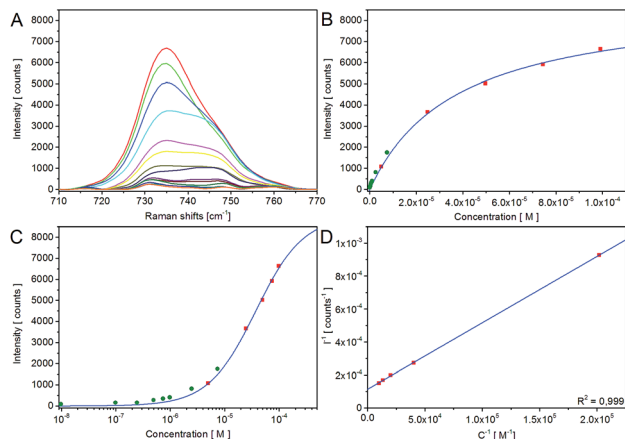 A
Intensity [ counts]
8000
7000
6000
5000
4000
3000
2000
1000
0
710 720 730 740 750 760 770
Raman shifts [cm⁻¹]
B
Intensity [ counts]
8000
7000
6000
5000
4000
3000
2000
1000
0
0.0 2.0x10⁻⁵ 4.0x10⁻⁵ 6.0x10⁻⁵ 8.0x10⁻⁵ 1.0x10⁻⁴
Concentration [ M ]
C
Intensity [ counts]
8000
7000
6000
5000
4000
3000
2000
1000
0
10⁻⁸ 10⁻⁷ 10⁻⁶ 10⁻⁵ 10⁻⁴
Concentration [ M ]
D
I⁻¹ [ counts⁻¹]
1x10⁻³
8x10⁻⁴
6x10⁻⁴
4x10⁻⁴
2x10⁻⁴
0
R² = 0,999
0.0 5.0x10⁴ 1.0x10⁵ 1.5x10⁵ 2.0x10⁵
C⁻¹ [M⁻¹]